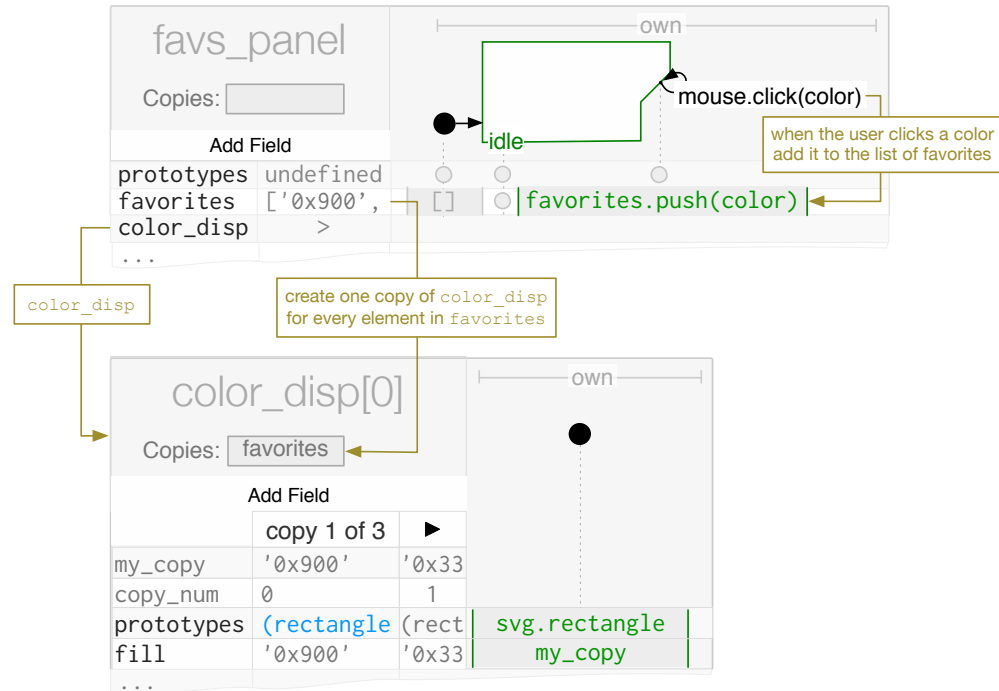 favs_panel
own
Copies:
mouse.click(color)
idle
when the user clicks a color
add it to the list of favorites
Add Field
prototypes undefined
favorites ['0x900', [] favorites.push(color)
color_disp >
...
color_disp
create one copy of color_disp
for every element in favorites
color_disp[0]
own
Copies: favorites
Add Field
copy 1 of 3 ▶
my_copy '0x900' '0x33
copy_num 0 1
prototypes (rectangle (rect svg.rectangle
fill '0x900' '0x33 my_copy
...